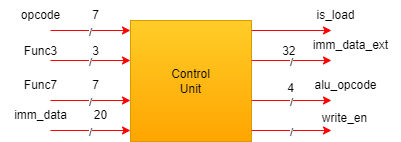 opcode 7
Func3 3
Func7 7
imm_data 20
Control
Unit
is_load
32 imm_data_ext
4 alu_opcode
write_en